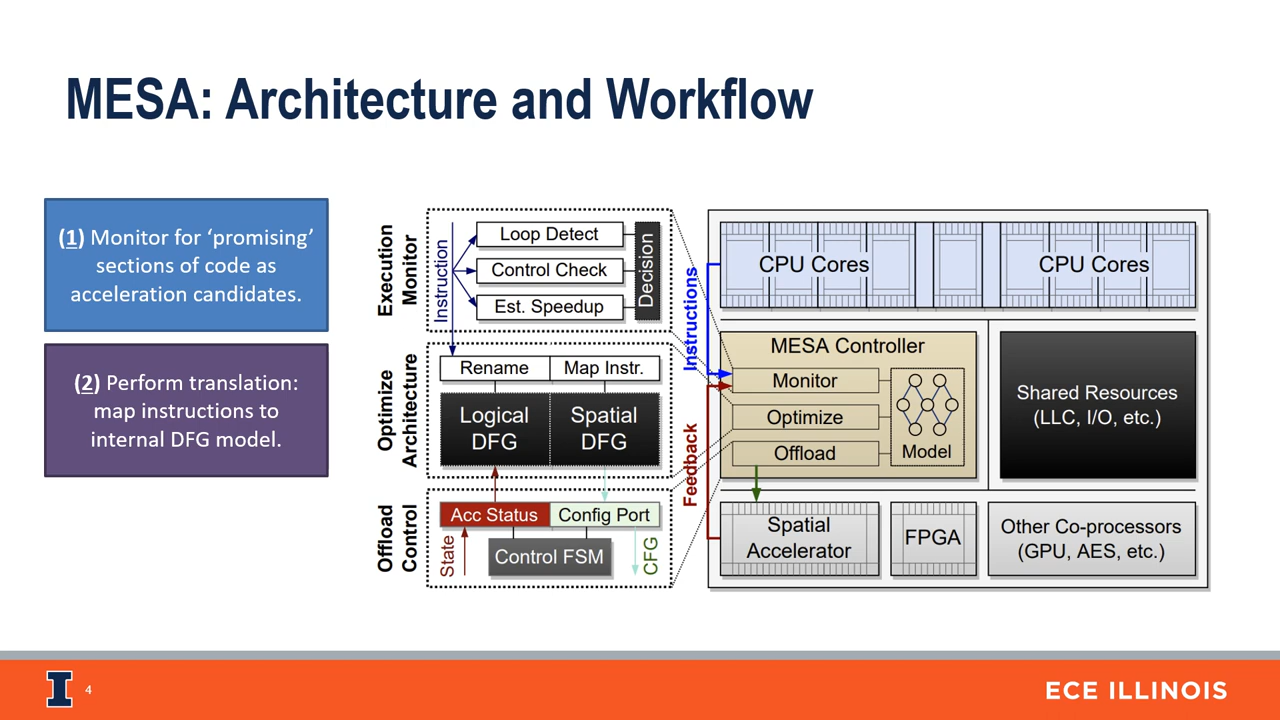 MESA: Architecture and Workflow
(1) Monitor for ‘promising’
sections of code as
acceleration candidates.
(2) Perform translation:
map instructions to
internal DFG model.
Execution
Monitor
Instruction
Loop Detect
Control Check
Est. Speedup
Decision
Optimize
Architecture
Rename
Map Instr.
Logical
DFG
Spatial
DFG
Offload
Control
Acc Status
Config Port
State
Control FSM
CFG
Instructions
Feedback
CPU Cores
CPU Cores
MESA Controller
Monitor
Optimize
Offload
Model
Shared Resources
(LLC, I/O, etc.)
Spatial
Accelerator
FPGA
Other Co-processors
(GPU, AES, etc.)
I
4
ECE ILLINOIS